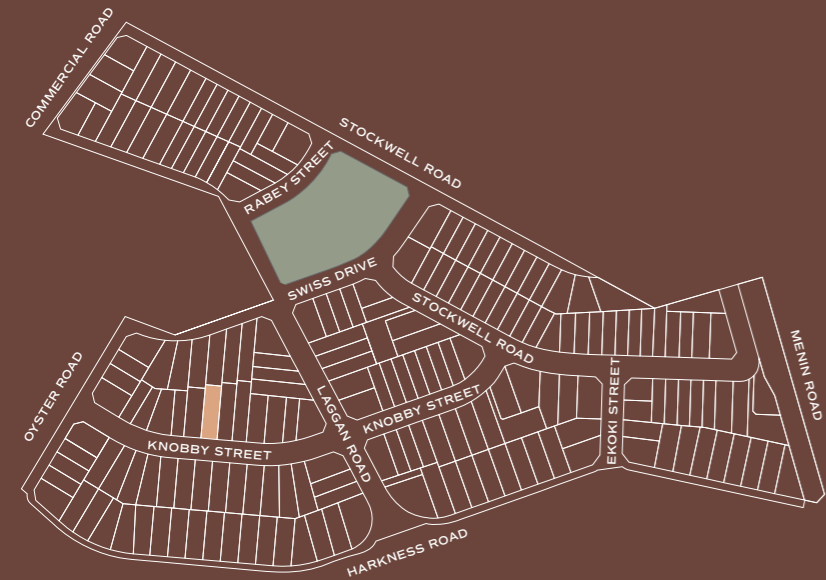 COMMERCIAL ROAD
STOCKWELL ROAD
RABEY STREET
SWISS DRIVE
STOCKWELL ROAD
MENIN ROAD
OYSTER ROAD
LAGGAN ROAD
KNOBBY STREET
EKOKI STREET
KNOBBY STREET
HARKNESS ROAD